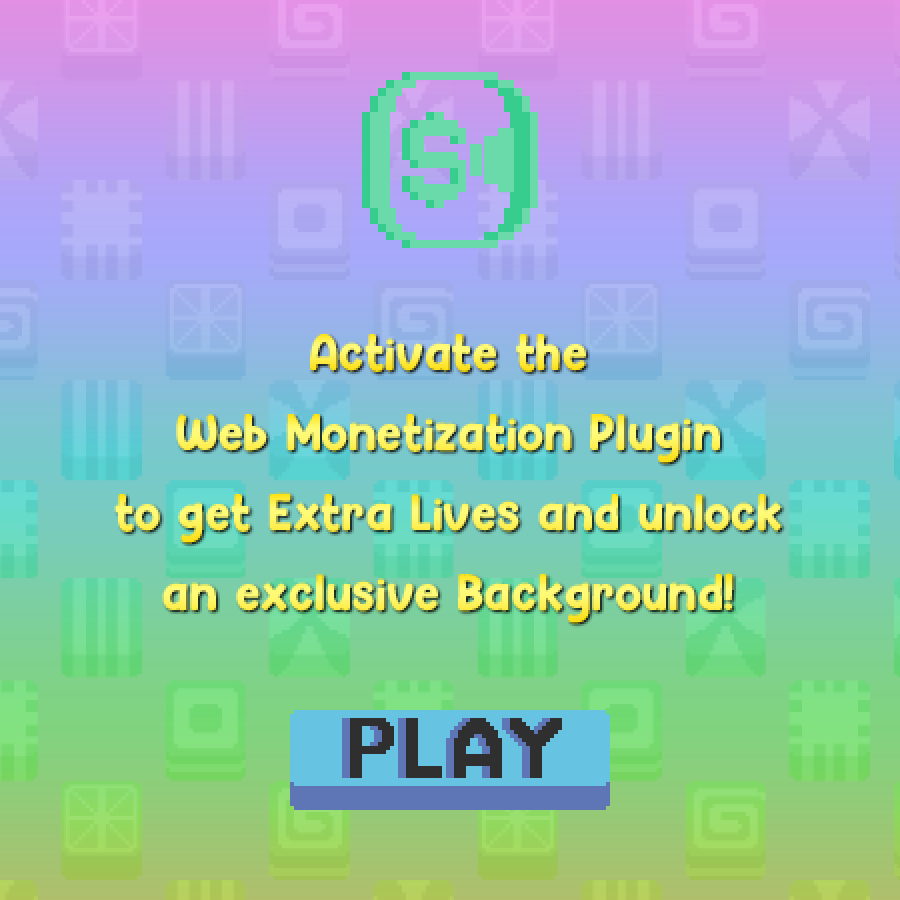 S
Activate the
Web Monetization Plugin
to get Extra Lives and unlock
an exclusive Background!
PLAY